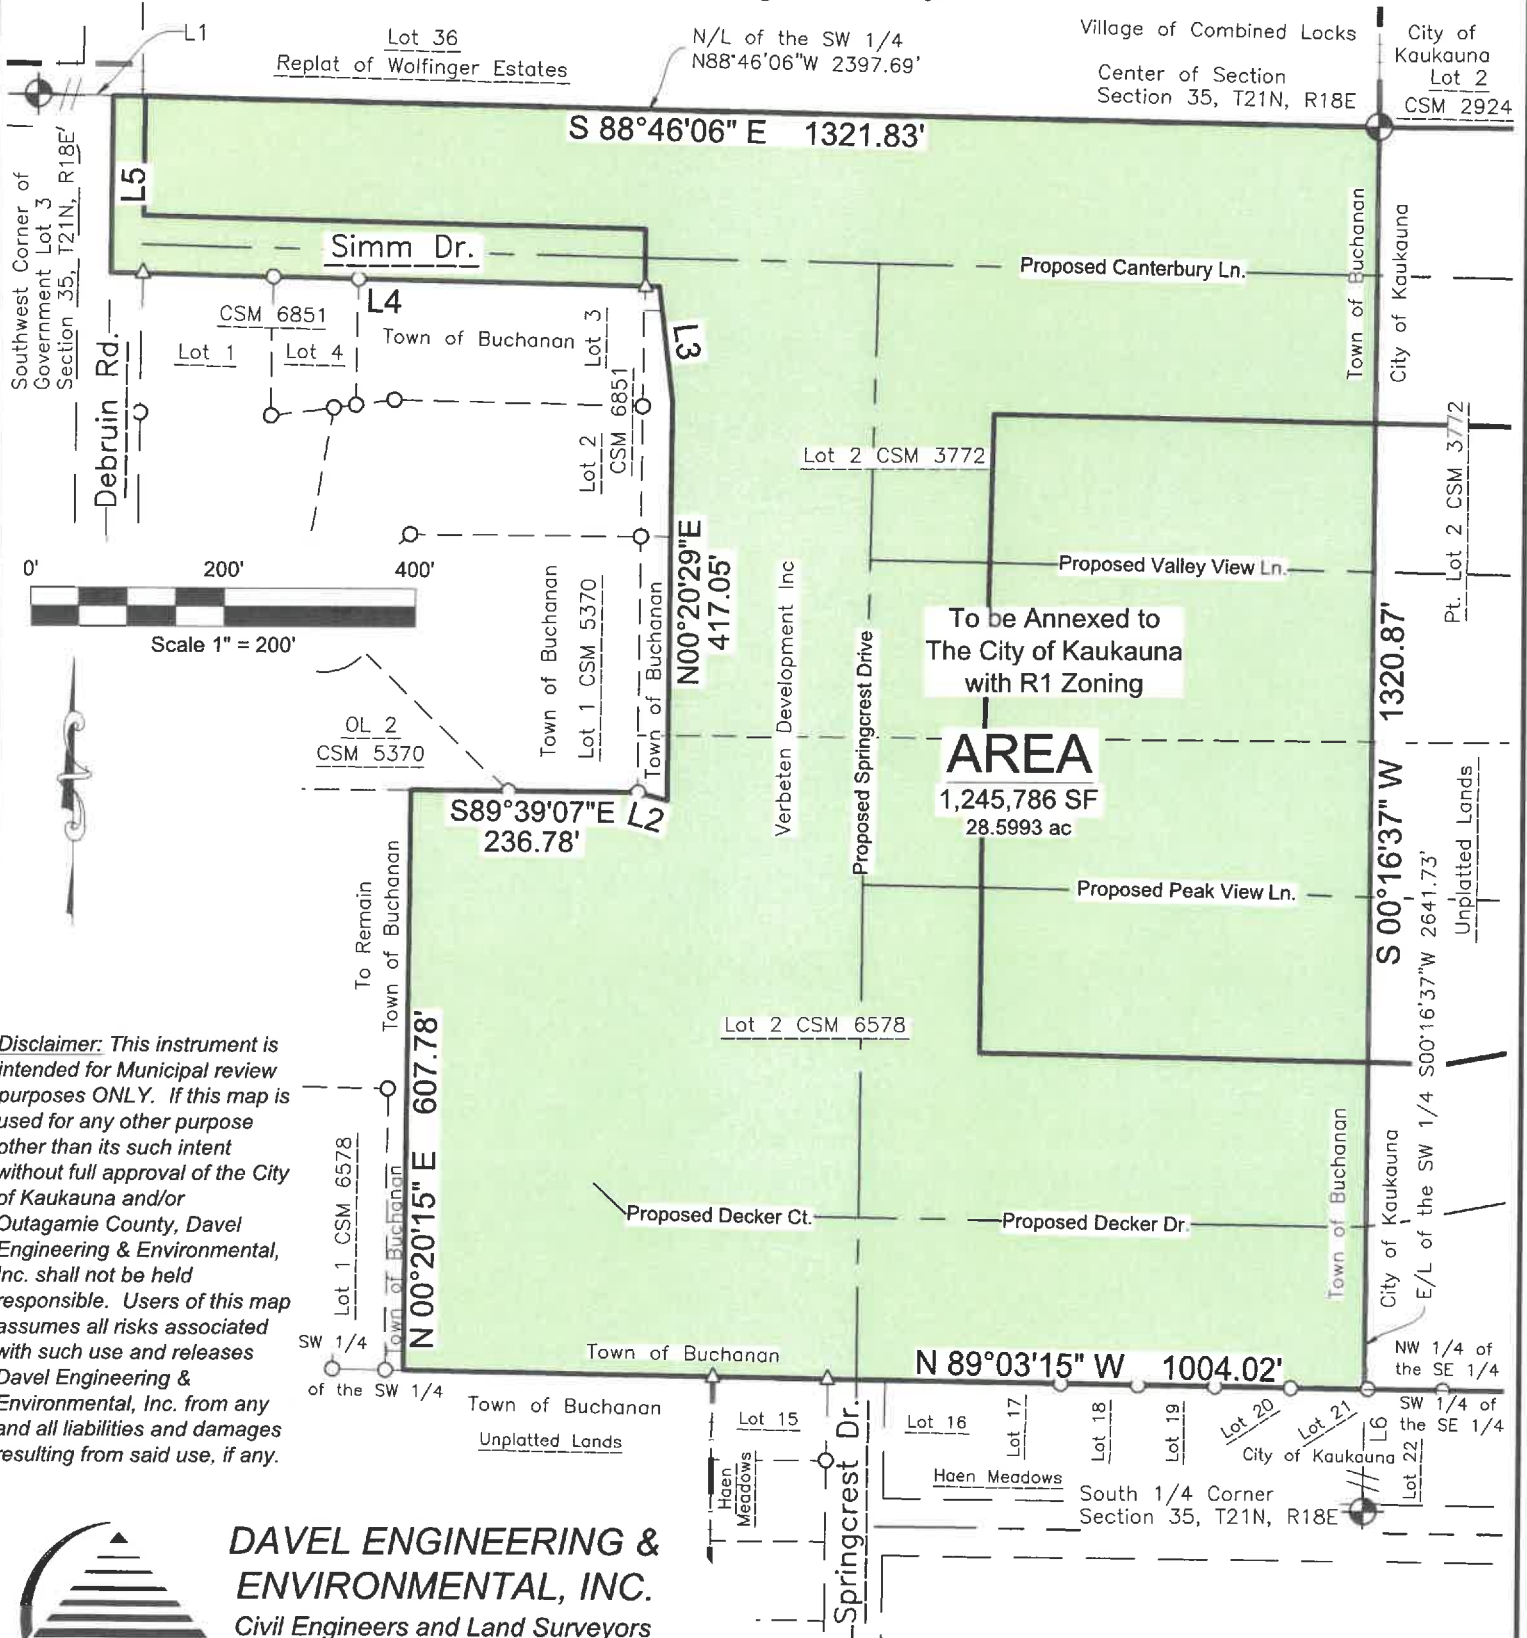 L1
Lot 36
Replat of Wolfinger Estates
N/L of the SW 1/4
N88°46'06"W 2397.69'
Village of Combined Locks
Center of Section
Section 35, T21N, R18E
City of
Kaukauna
Lot 2
CSM 2924
S 88°46'06" E 1321.83'
Southwest Corner of
Government Lot 3
Section 35, T21N, R18E
L5
Simm Dr.
Proposed Canterbury Ln.
Town of Buchanan
City of Kaukauna
CSM 6851
L4
Lot 1
Lot 4
Town of Buchanan
Lot 3
L3
Debruin Rd.
Lot 2
CSM 6851
Lot 2 CSM 3772
Pt. Lot 2 CSM 3772
0' 200' 400'
Scale 1" = 200'
Town of Buchanan
Lot 1 CSM 5370
Town of Buchanan
N00°20'29"E
417.05'
Verbeten Development Inc
Proposed Springcrest Drive
Proposed Valley View Ln.
To be Annexed to
The City of Kaukauna
with R1 Zoning
AREA
1,245,786 SF
28.5993 ac
S 00°16'37" W 1320.87'
OL 2
CSM 5370
S89°39'07"E
236.78'
L2
Unplatted Lands
Proposed Peak View Ln.
To Remain
Town of Buchanan
Lot 2 CSM 6578
N 00°20'15" E 607.78'
E/L of the SW 1/4 S00°16'37"W 2641.73'
Disclaimer: This instrument is
intended for Municipal review
purposes ONLY. If this map is
used for any other purpose
other than its such intent
without full approval of the City
of Kaukauna and/or
Outagamie County, Davel
Engineering & Environmental,
Inc. shall not be held
responsible. Users of this map
assumes all risks associated
with such use and releases
Davel Engineering &
Environmental, Inc. from any
and all liabilities and damages
resulting from said use, if any.
Lot 1 CSM 6578
Town of Buchanan
Proposed Decker Ct.
Proposed Decker Dr.
Town of Buchanan
City of Kaukauna
SW 1/4
of the SW 1/4
Town of Buchanan
N 89°03'15" W 1004.02'
NW 1/4 of
the SE 1/4
SW 1/4 of
the SE 1/4
Town of Buchanan
Unplatted Lands
Lot 15
Haen
Meadows
Springcrest Dr.
Lot 16
Lot 17
Lot 18
Lot 19
Lot 20
Lot 21
L6
Lot 22
City of Kaukauna
Haen Meadows
South 1/4 Corner
Section 35, T21N, R18E
DAVEL ENGINEERING &
ENVIRONMENTAL, INC.
Civil Engineers and Land Surveyors